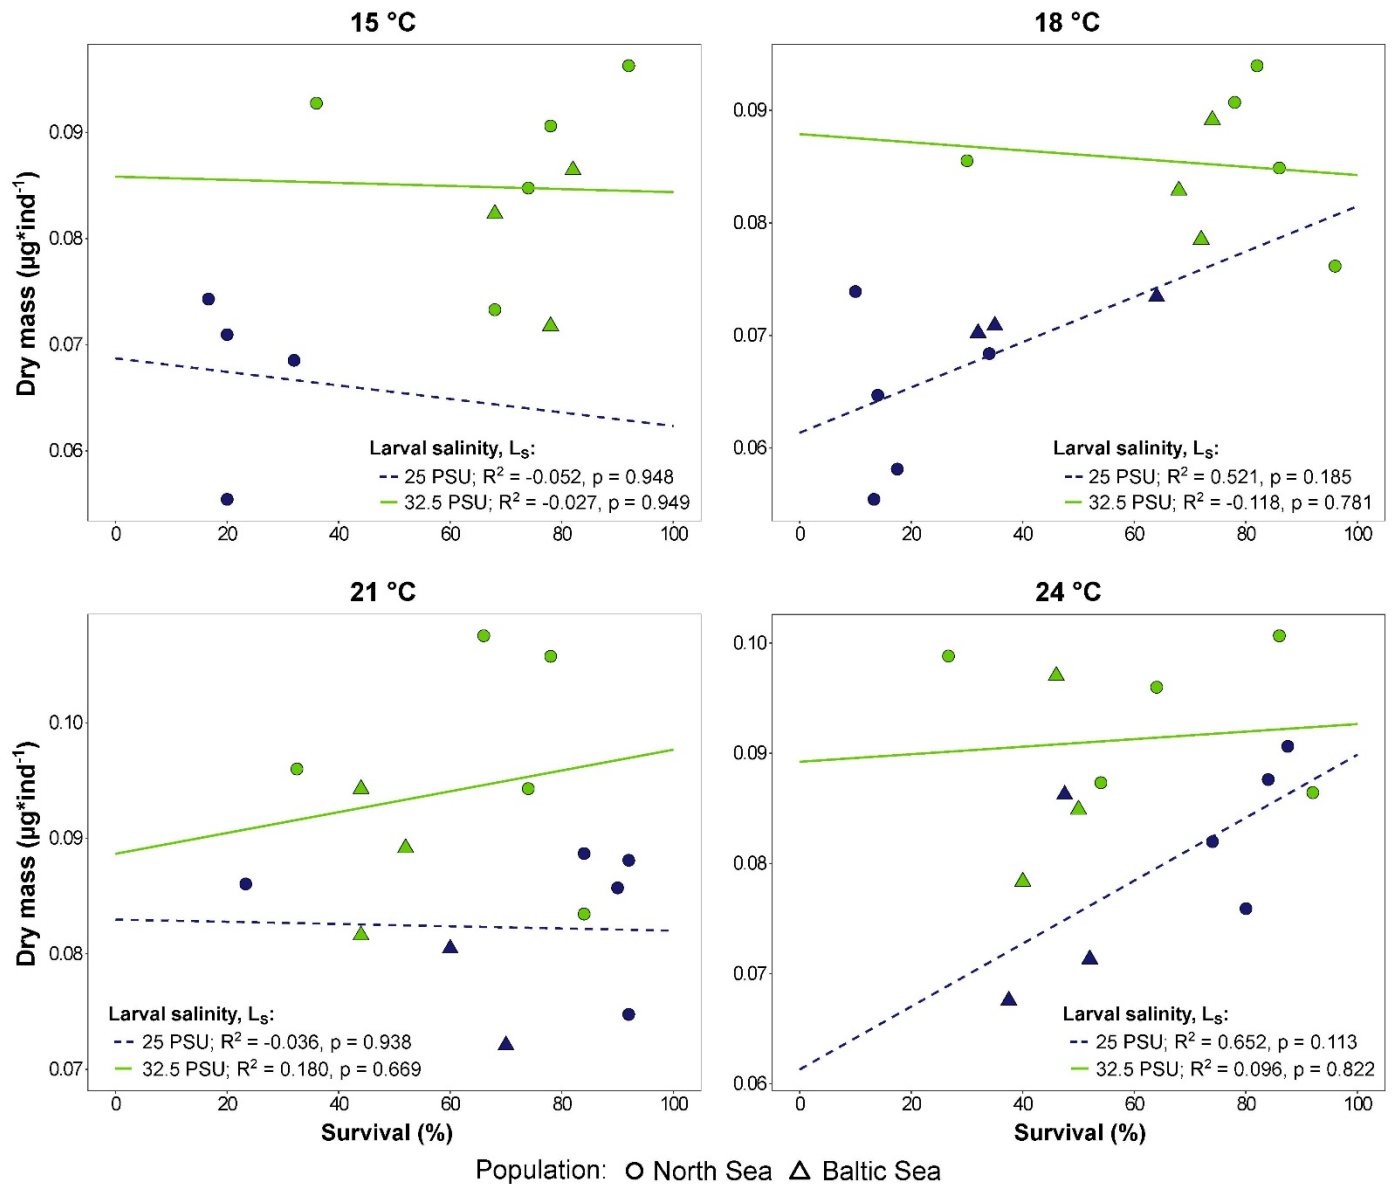 15 °C
18 °C
Dry mass (µg*ind⁻¹)
0.09
0.08
0.07
0.06
0.09
0.08
0.07
0.06
Larval salinity, Lₛ:
25 PSU; R² = -0.052, p = 0.948
32.5 PSU; R² = -0.027, p = 0.949
Larval salinity, Lₛ:
25 PSU; R² = 0.521, p = 0.185
32.5 PSU; R² = -0.118, p = 0.781
0 20 40 60 80 100
0 20 40 60 80 100
21 °C
24 °C
Dry mass (µg*ind⁻¹)
0.10
0.09
0.08
0.07
0.10
0.09
0.08
0.07
0.06
Larval salinity, Lₛ:
25 PSU; R² = -0.036, p = 0.938
32.5 PSU; R² = 0.180, p = 0.669
Larval salinity, Lₛ:
25 PSU; R² = 0.652, p = 0.113
32.5 PSU; R² = 0.096, p = 0.822
0 20 40 60 80 100
0 20 40 60 80 100
Survival (%)
Survival (%)
Population: North Sea Baltic Sea